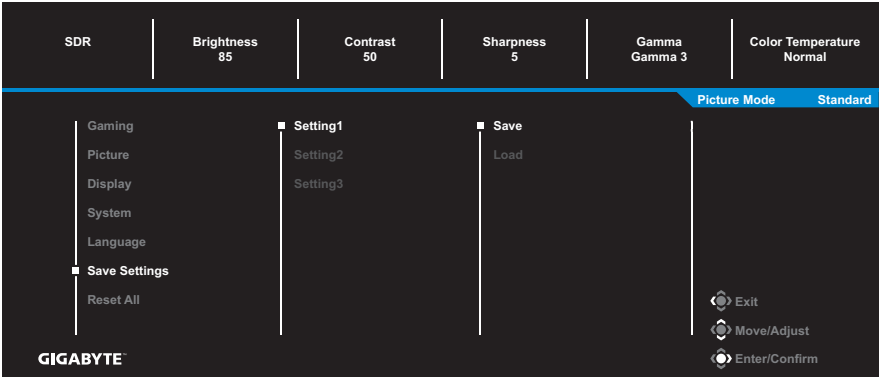 SDR
Brightness
85
Contrast
50
Sharpness
5
Gamma
Gamma 3
Color Temperature
Normal
Picture Mode Standard
Gaming
Picture
Display
System
Language
Save Settings
Reset All
Setting1
Setting2
Setting3
Save
Load
Exit
Move/Adjust
Enter/Confirm
GIGABYTE™